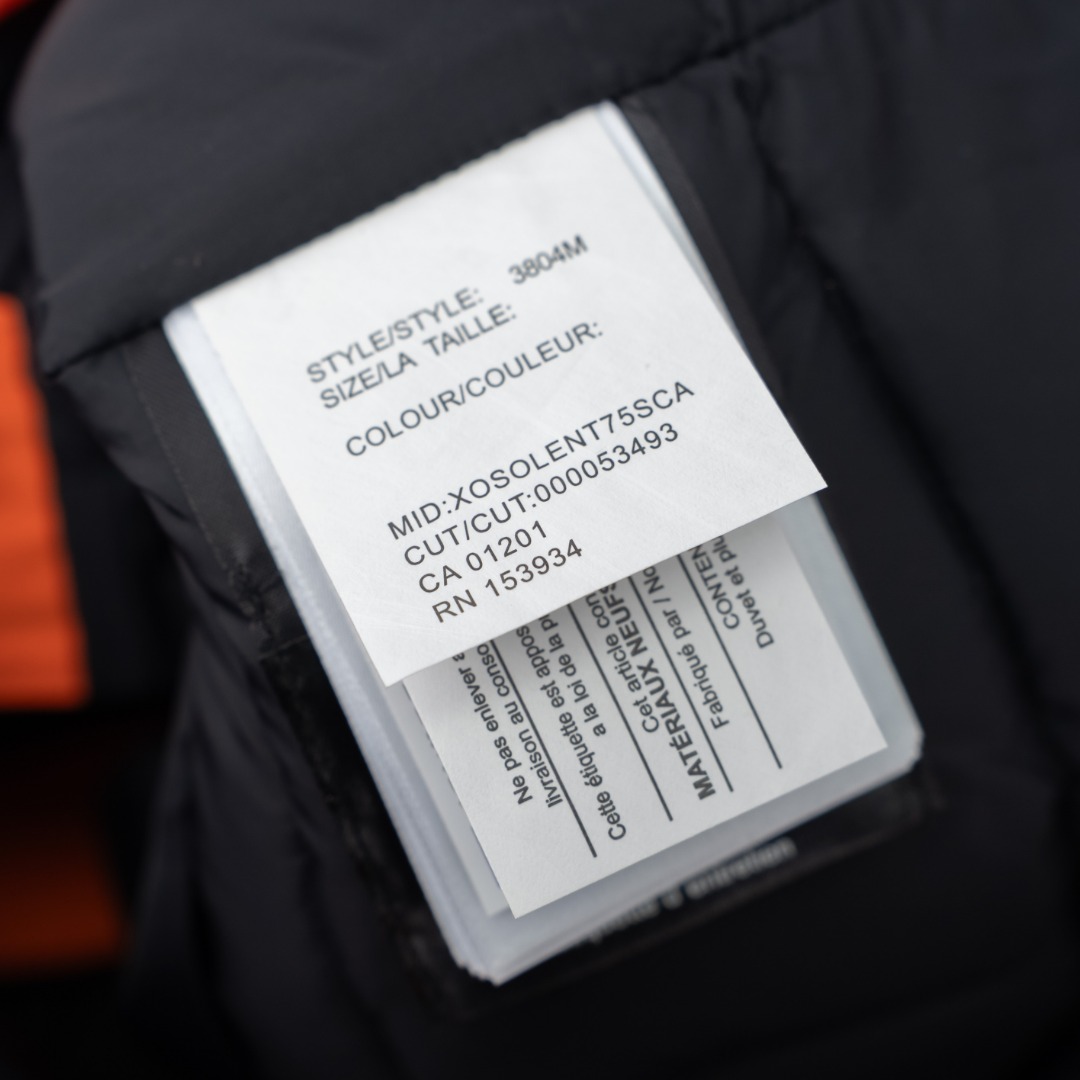 STYLE/STYLE: 3804M
SIZE/LA TAILLE:
COLOUR/COULEUR:
MID:XOSOLENT75SCA
CUT/CUT:000053493
CA 01201
RN 153934
Ne pas enlever
livraison au conso
Cette étiquette est appos
a la loi de la p
Cet article con
MATÉRIAUX NEUFS
Fabriqué par / No
CONTEN
Duvet et pl